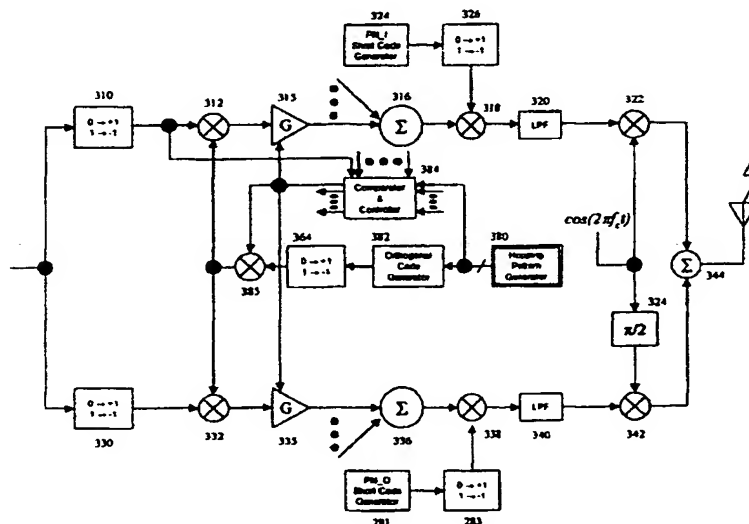 324
326
PN_I
Short Code
Generator
0 → +1
1 → -1
310
312
315
316
318
320
322
0 → +1
1 → -1
G
Σ
LPF
384
Comparator
&
Controller
cos(2πf_c t)
364
382
380
0 → +1
1 → -1
Orthogonal
Code
Generator
Hopping
Pattern
Generator
385
Σ
344
324
π/2
0 → +1
1 → -1
G
Σ
LPF
330
332
335
336
338
340
342
PN_Q
Short Code
Generator
0 → +1
1 → -1
283